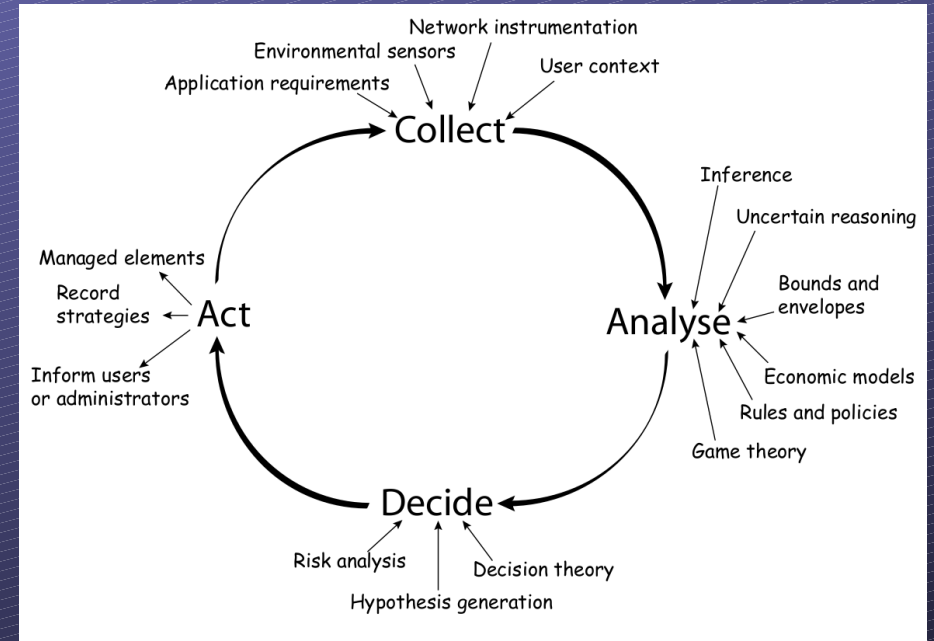 Network instrumentation
Environmental sensors
User context
Application requirements
Collect
Inference
Uncertain reasoning
Bounds and
envelopes
Analyse
Economic models
Rules and policies
Game theory
Decide
Risk analysis
Decision theory
Hypothesis generation
Act
Managed elements
Record
strategies
Inform users
or administrators